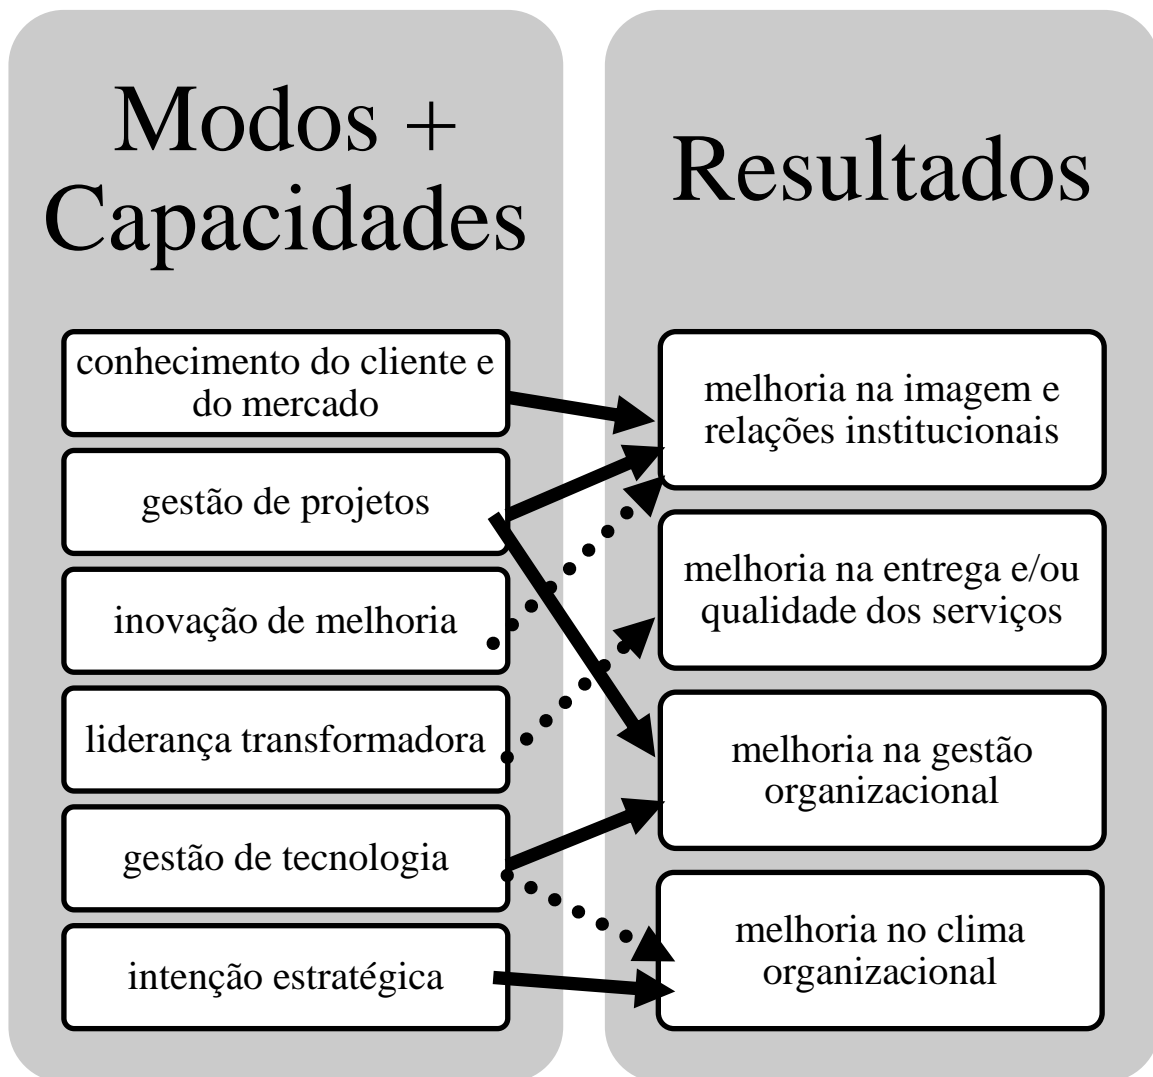 Modos +
Capacidades
conhecimento do cliente e
do mercado
gestão de projetos
inovação de melhoria
liderança transformadora
gestão de tecnologia
intenção estratégica
Resultados
melhoria na imagem e
relações institucionais
melhoria na entrega e/ou
qualidade dos serviços
melhoria na gestão
organizacional
melhoria no clima
organizacional